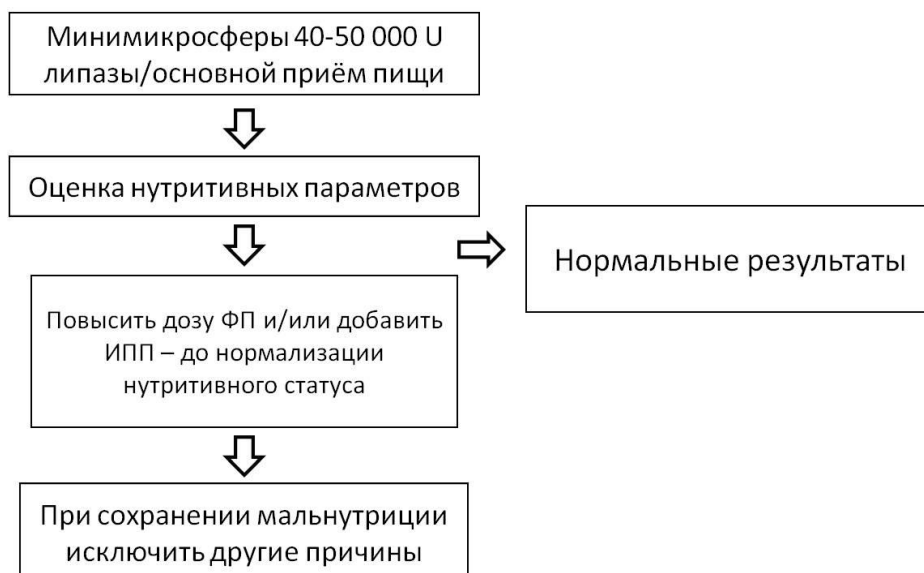 Минимикросферы 40-50 000 U
липазы/основной приём пищи
Оценка нутритивных параметров
Нормальные результаты
Повысить дозу ФП и/или добавить
ИПП – до нормализации
нутритивного статуса
При сохранении мальнутриции
исключить другие причины